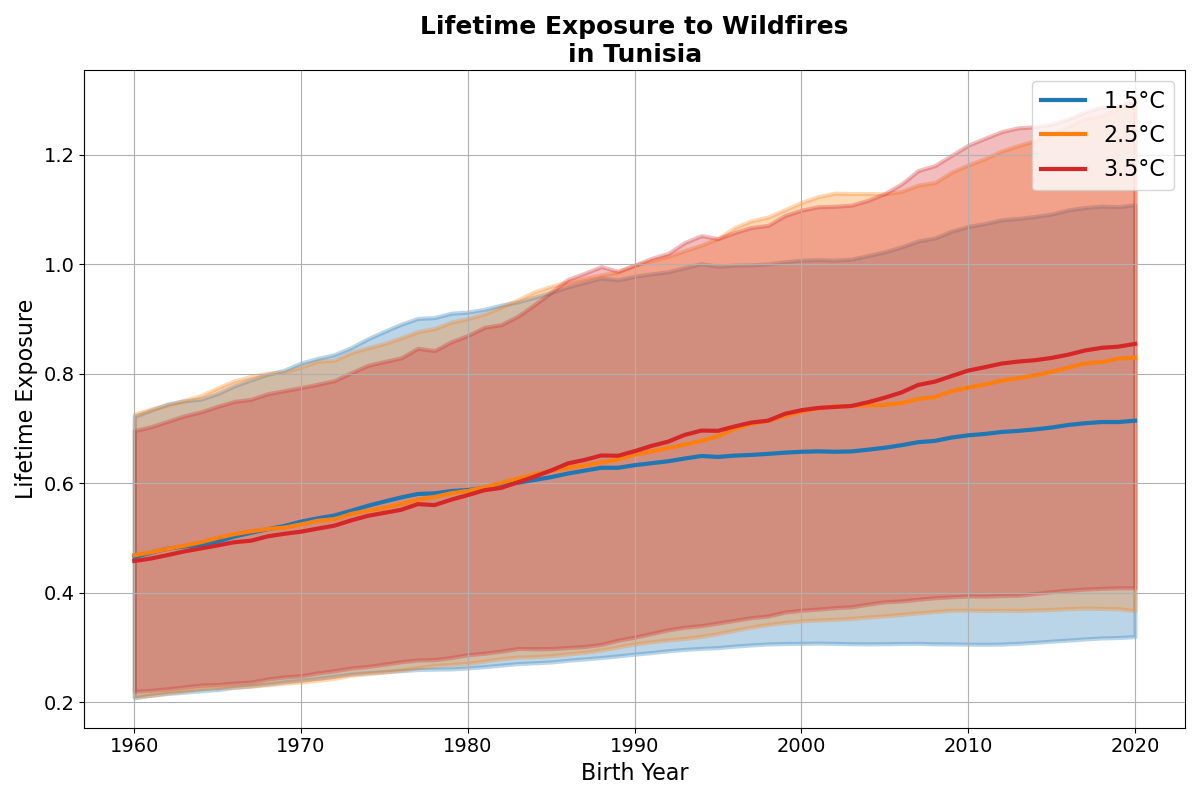 Lifetime Exposure to Wildfires
in Tunisia
1.5°C
2.5°C
3.5°C
Lifetime Exposure
1.2
1.0
0.8
0.6
0.4
0.2
1960 1970 1980 1990 2000 2010 2020
Birth Year